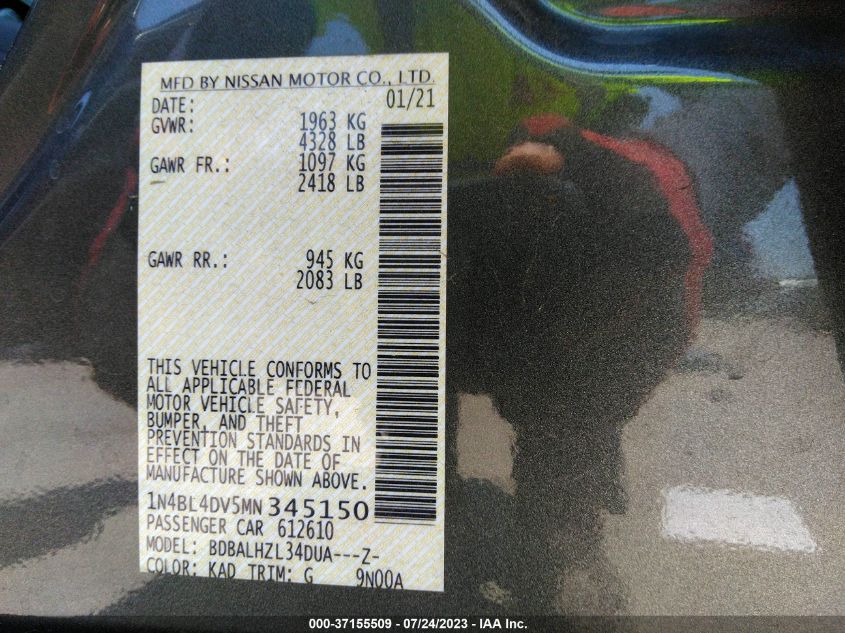 MFD BY NISSAN MOTOR CO., LTD.
DATE: 01/21
GVWR: 1963 KG
4328 LB
GAWR FR.: 1097 KG
2418 LB
GAWR RR.: 945 KG
2083 LB
THIS VEHICLE CONFORMS TO
ALL APPLICABLE FEDERAL
MOTOR VEHICLE SAFETY,
BUMPER, AND THEFT
PREVENTION STANDARDS IN
EFFECT ON THE DATE OF
MANUFACTURE SHOWN ABOVE.
1N4BL4DV5MN345150
PASSENGER CAR 612610
MODEL: BDBALHZL34DUA---Z-
COLOR: KAD TRIM: G 9N00A
000-37155509 - 07/24/2023 - IAA Inc.